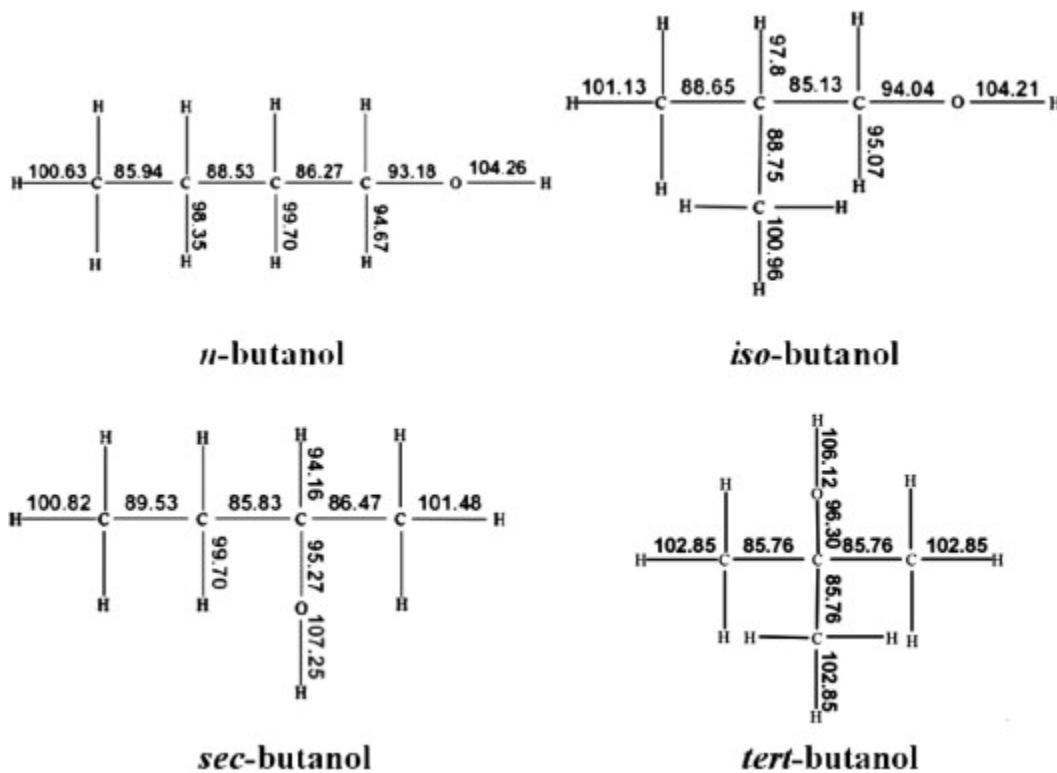 H H H H
100.63 85.94 88.53 86.27 93.18 104.26
H C C C C O H
98.35 99.70 94.67
H H H H
n-butanol
H H H
97.8
101.13 88.65 85.13 94.04 104.21
H C C C O H
88.75 95.07
H H
H C H
100.96
H
iso-butanol
H H H H
94.16
100.82 89.53 85.83 86.47 101.48
H C C C C H
99.70 95.27
H H O H
107.25
H
sec-butanol
H
106.12
H O H
96.30
102.85 85.76 85.76 102.85
H C C C H
85.76
H H C H H
102.85
H
tert-butanol